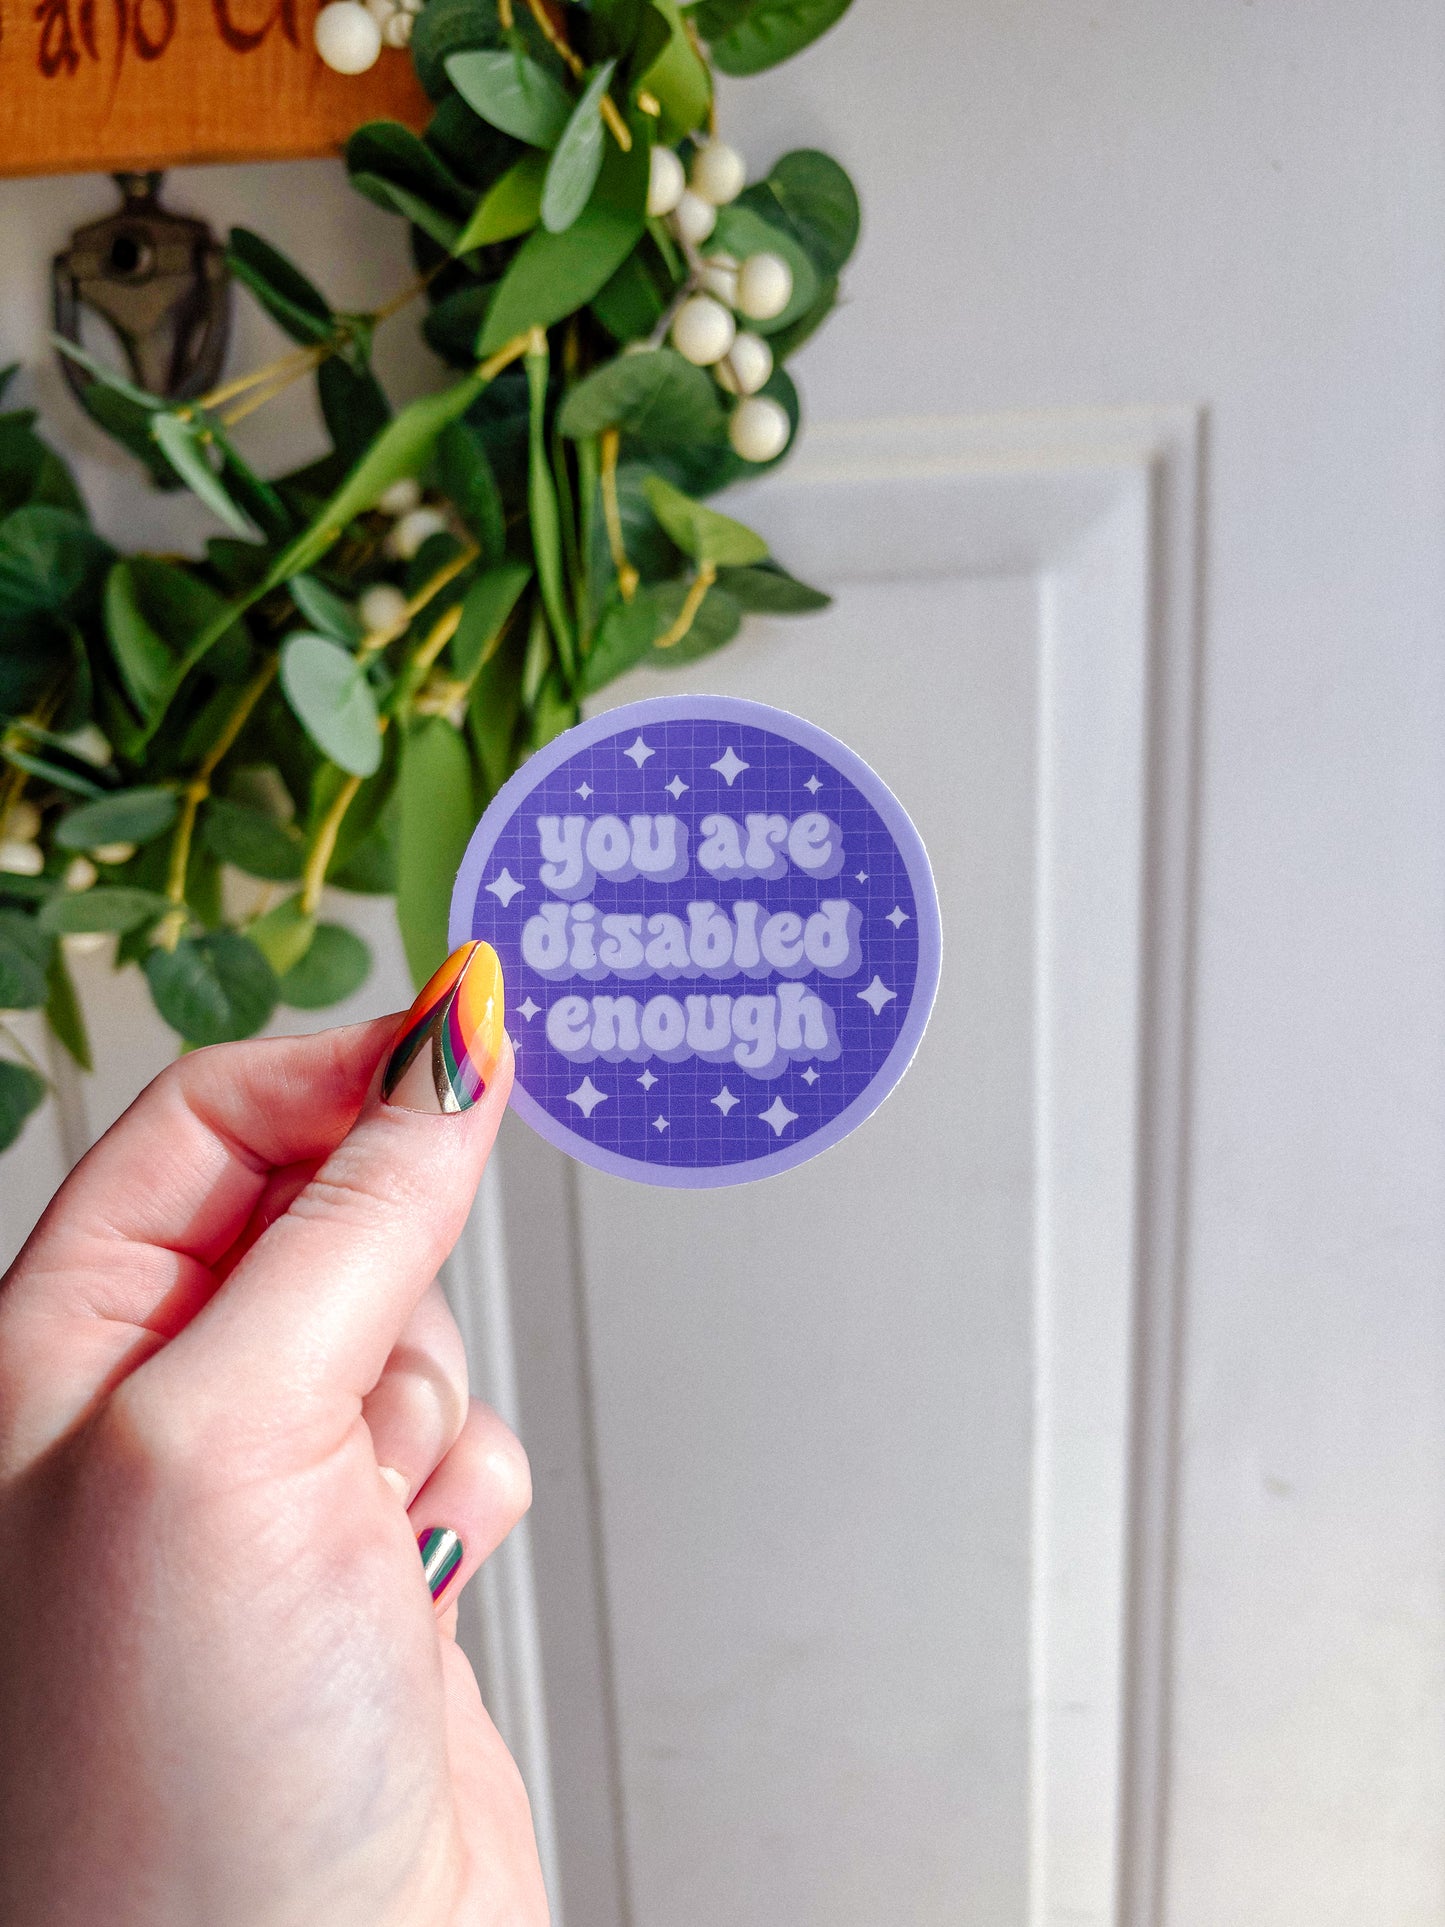 you are
disabled
enough